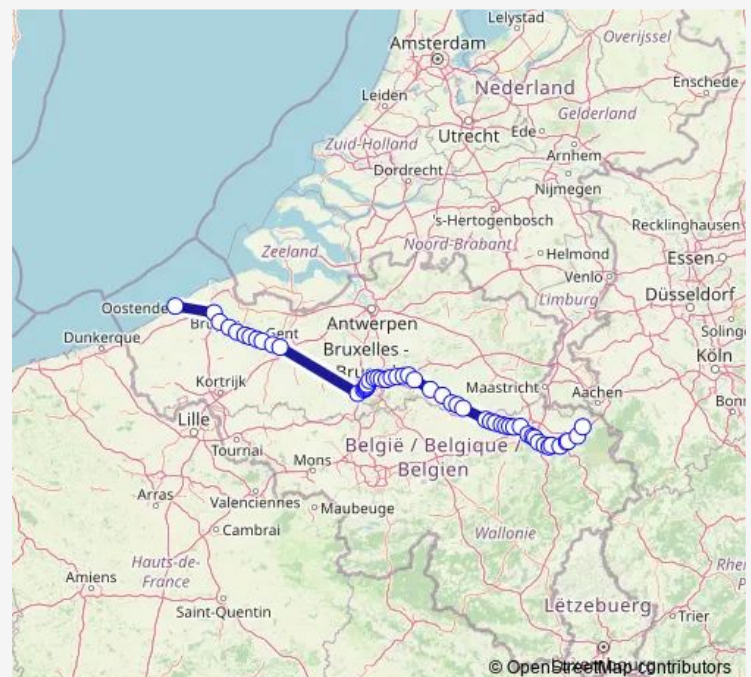 Lelystad
Overijssel
Amsterdam
Nederland
Enschede
Leiden
Gelderland
Utrecht
Ede
Zuid-Holland
Arnhem
Dordrecht
Nijmegen
's-Hertogenbosch
Recklinghausen
Zeeland
Noord-Brabant
Helmond
Essen
Venlo
Limburg
Düsseldorf
Antwerpen
Dunkerque
Bruxelles -
Maastricht
Köln
Kortrijk
Aachen
Lille
Tournai
België / Belgique /
Belgien
Mons
Arras
Valenciennes
Maubeuge
Cambrai
Wallonie
Hauts-de-
France
Amiens
Saint-Quentin
Lëtzebuerg
Trier
© OpenStreetMap contributors